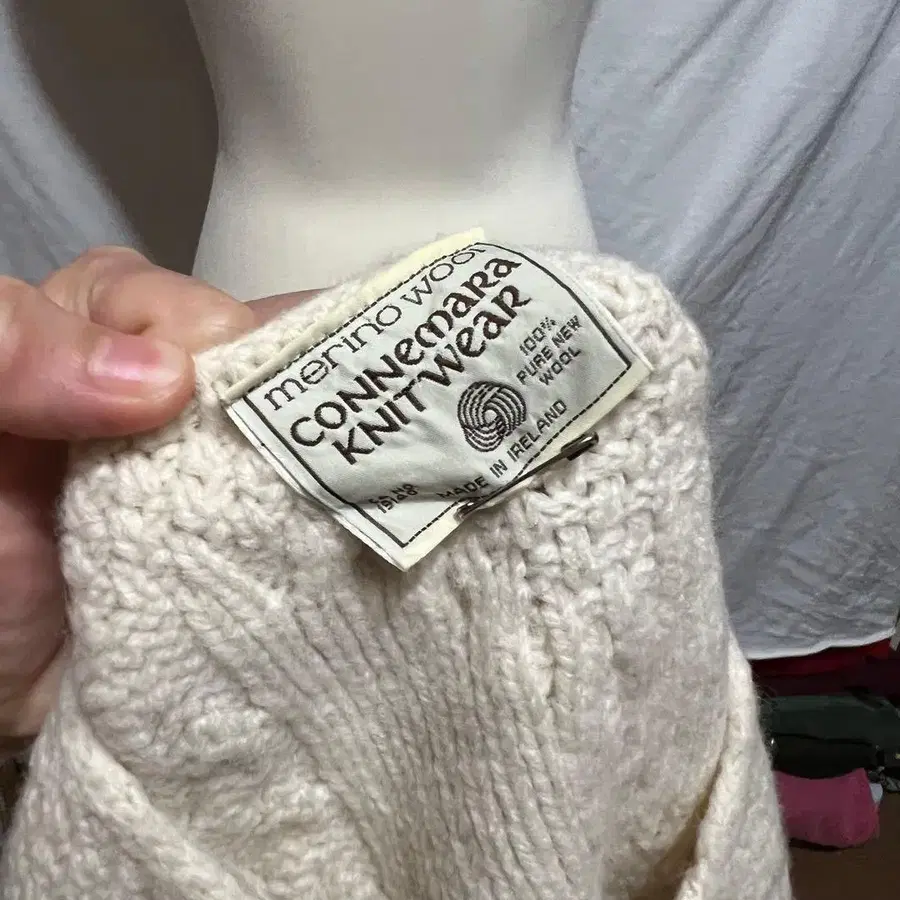 merino wool
CONNEMARA
KNITWEAR
100%
PURE NEW
WOOL
MADE IN IRELAND